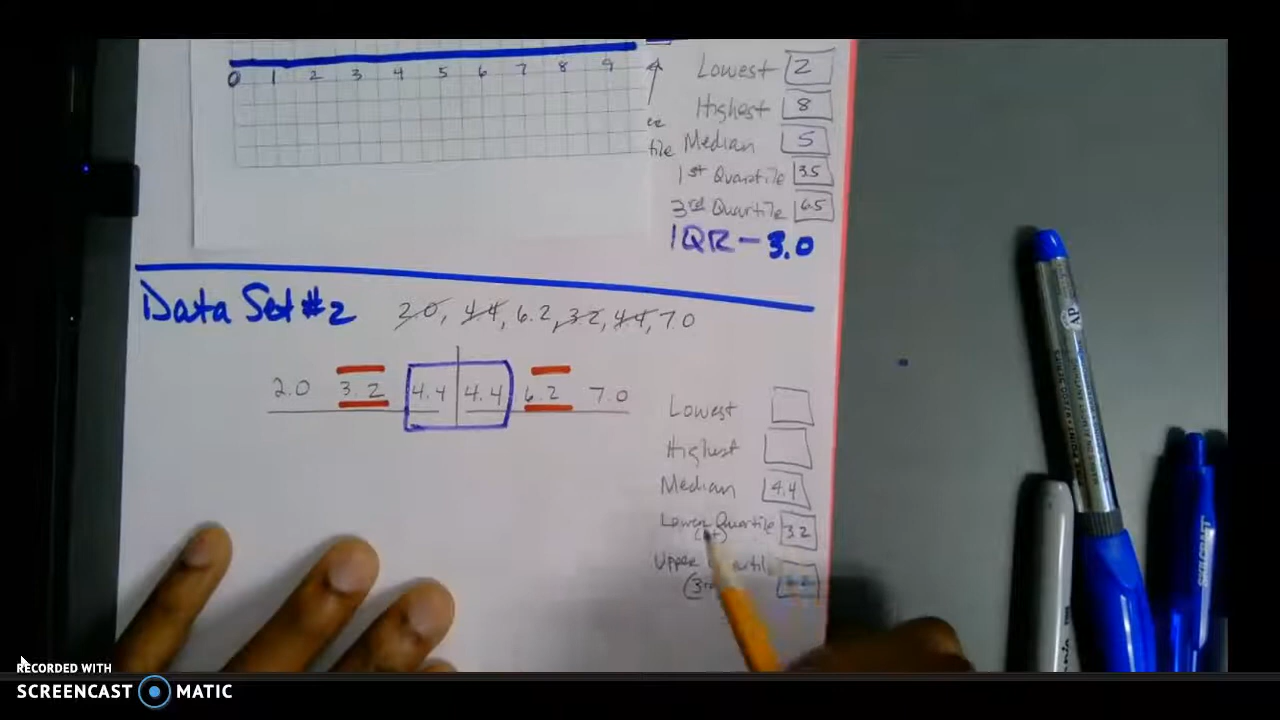 0 1 2 3 4 5 6 7 8 9
Lowest 2
Highest 8
tile Median 5
1st Quartile 3.5
3rd Quartile 6.5
IQR - 3.0
Data Set #2 2.0, 4.4, 6.2, 3.2, 4.4, 7.0
2.0 3.2 4.4 4.4 6.2 7.0
Lowest
Highest
Median 4.4
Lower Quartile 3.2
Upper
RECORDED WITH
SCREENCAST MATIC
AP